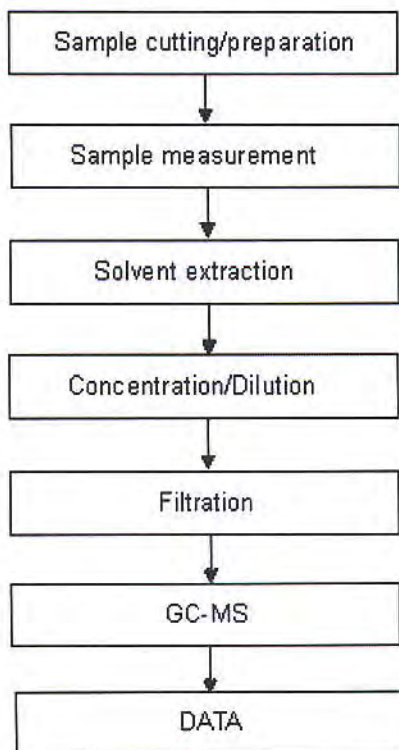 Sample cutting/preparation
Sample measurement
Solvent extraction
Concentration/Dilution
Filtration
GC-MS
DATA